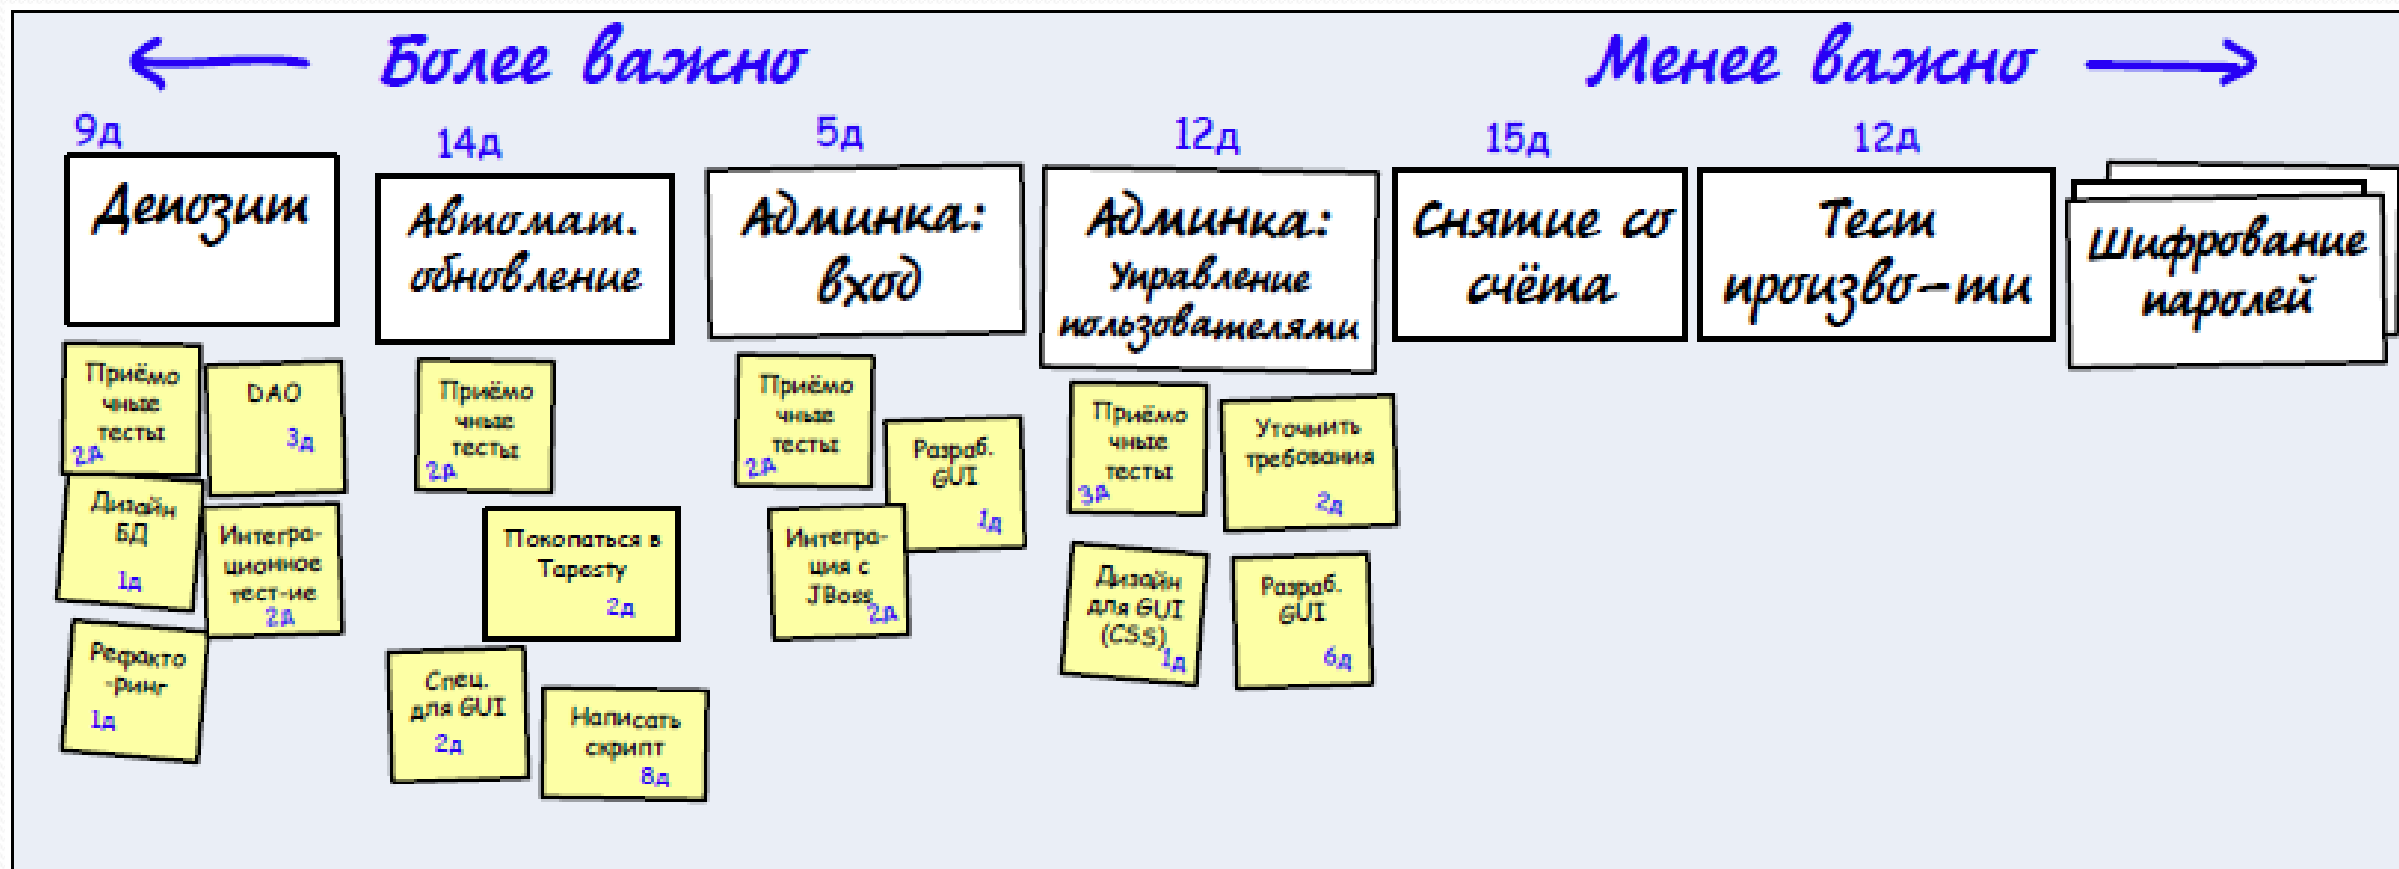 Более важно
Менее важно
9д
14д
5д
12д
15д
12д
Депозит
Автомат.
обновление
Админка:
вход
Админка:
Управление
пользователями
Снятие со
счёта
Тест
произво-ти
Шифрование
паролей
Приёмо
чные
тесты
2д
DAO
3д
Дизайн
БД
1д
Интегра-
ционное
тест-ие
2д
Рефакто
-ринг
1д
Приёмо
чные
тесты
2д
Покопаться в
Tapesty
2д
Спец.
для GUI
2д
Написать
скрипт
8д
Приёмо
чные
тесты
2д
Разраб.
GUI
1д
Интегра-
ция с
JBoss
2д
Приёмо
чные
тесты
3д
Уточнить
требования
2д
Дизайн
для GUI
(CSS)
1д
Разраб.
GUI
6д